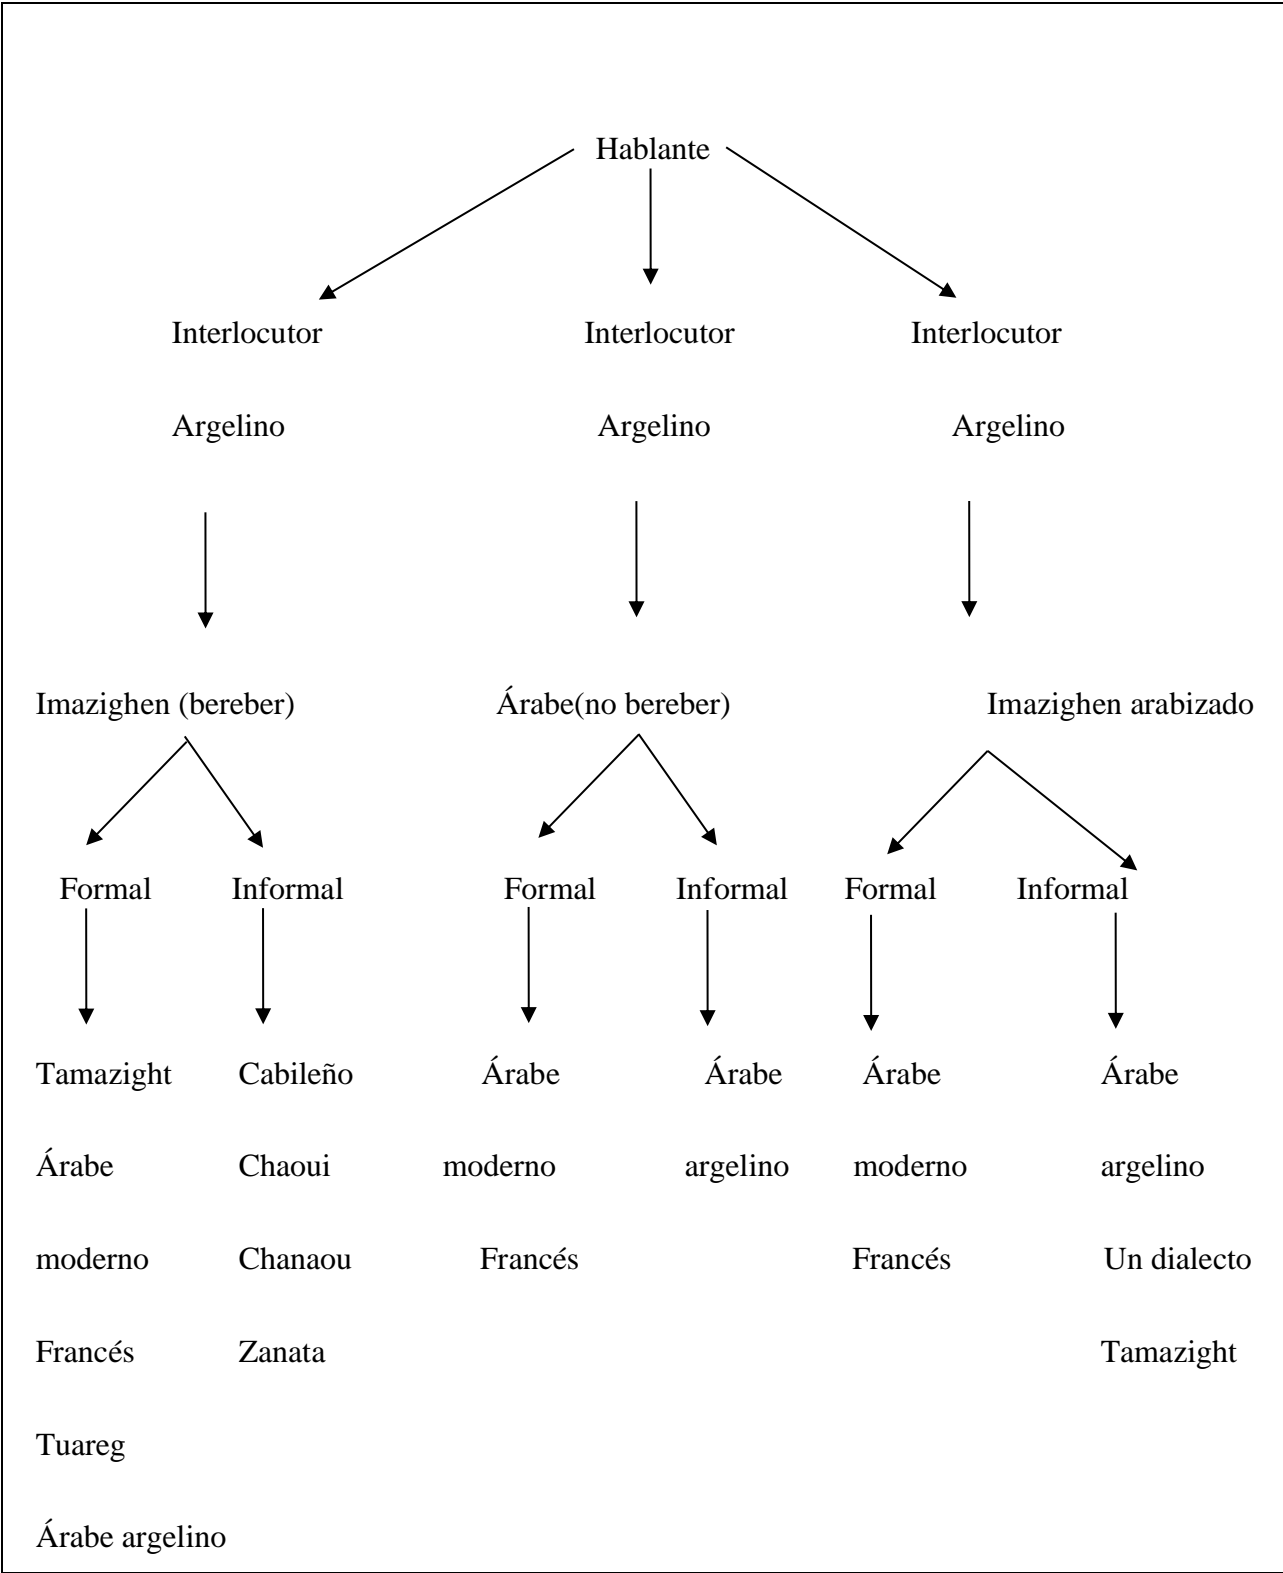 Hablante
Interlocutor Interlocutor Interlocutor
Argelino Argelino Argelino
Imazighen (bereber) Árabe(no bereber) Imazighen arabizado
Formal Informal Formal Informal Formal Informal
Tamazight Cabileño Árabe Árabe Árabe Árabe
Árabe Chaoui moderno argelino moderno argelino
moderno Chanaou Francés Francés Un dialecto
Francés Zanata Tamazight
Tuareg
Árabe argelino